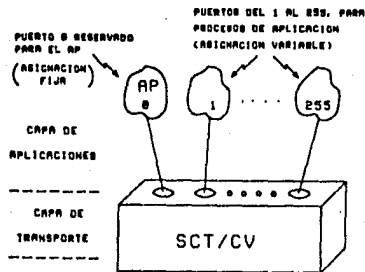 PUERTO 0 RESERVADO
PARA EL AP
(ASIGNACION
FIJA)
PUERTOS DEL 1 AL 255, PARA
PROCESOS DE APLICACION
(ASIGNACION VARIABLE)
AP
0
1
255
CAPA DE
APLICACIONES
CAPA DE
TRANSPORTE
SCT/CV